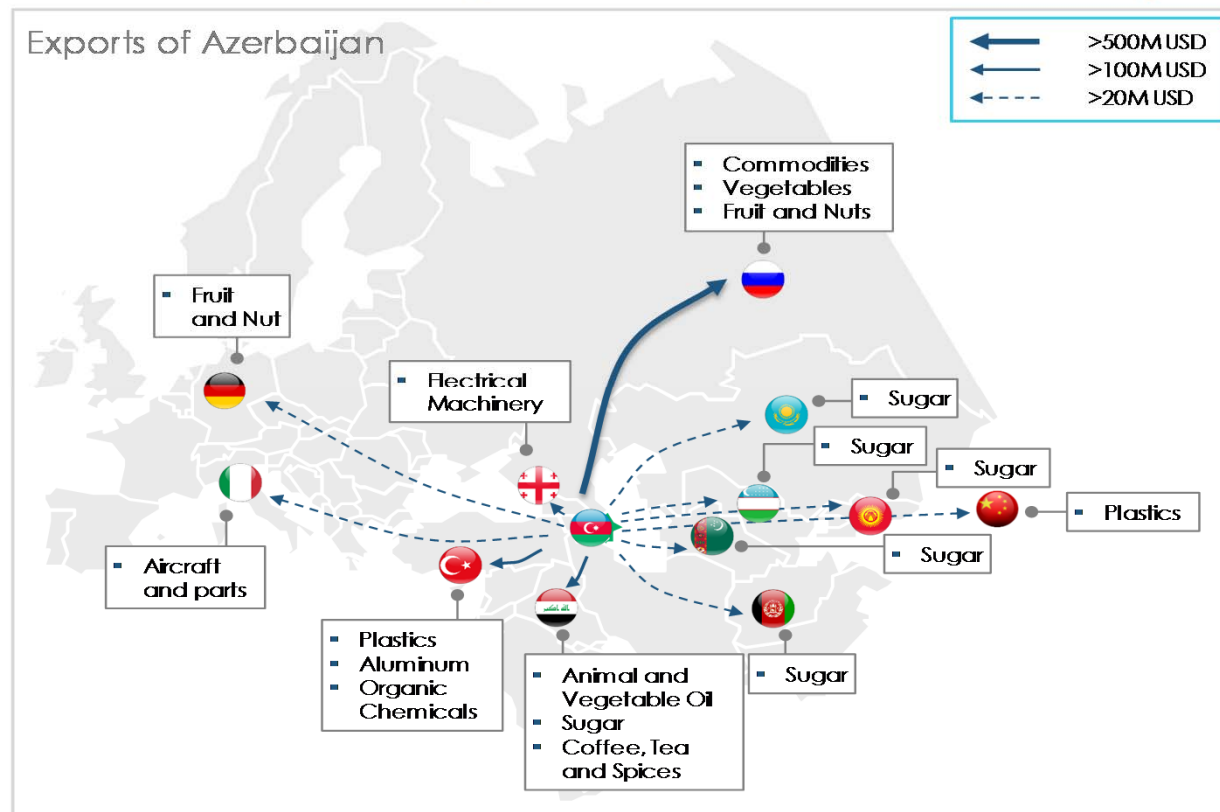 Exports of Azerbaijan
>500M USD
>100M USD
>20M USD
Commodities
Vegetables
Fruit and Nuts
Fruit
and Nut
Electrical
Machinery
Sugar
Sugar
Sugar
Plastics
Sugar
Aircraft
and parts
Plastics
Aluminum
Organic
Chemicals
Animal and
Vegetable Oil
Sugar
Coffee, Tea
and Spices
Sugar